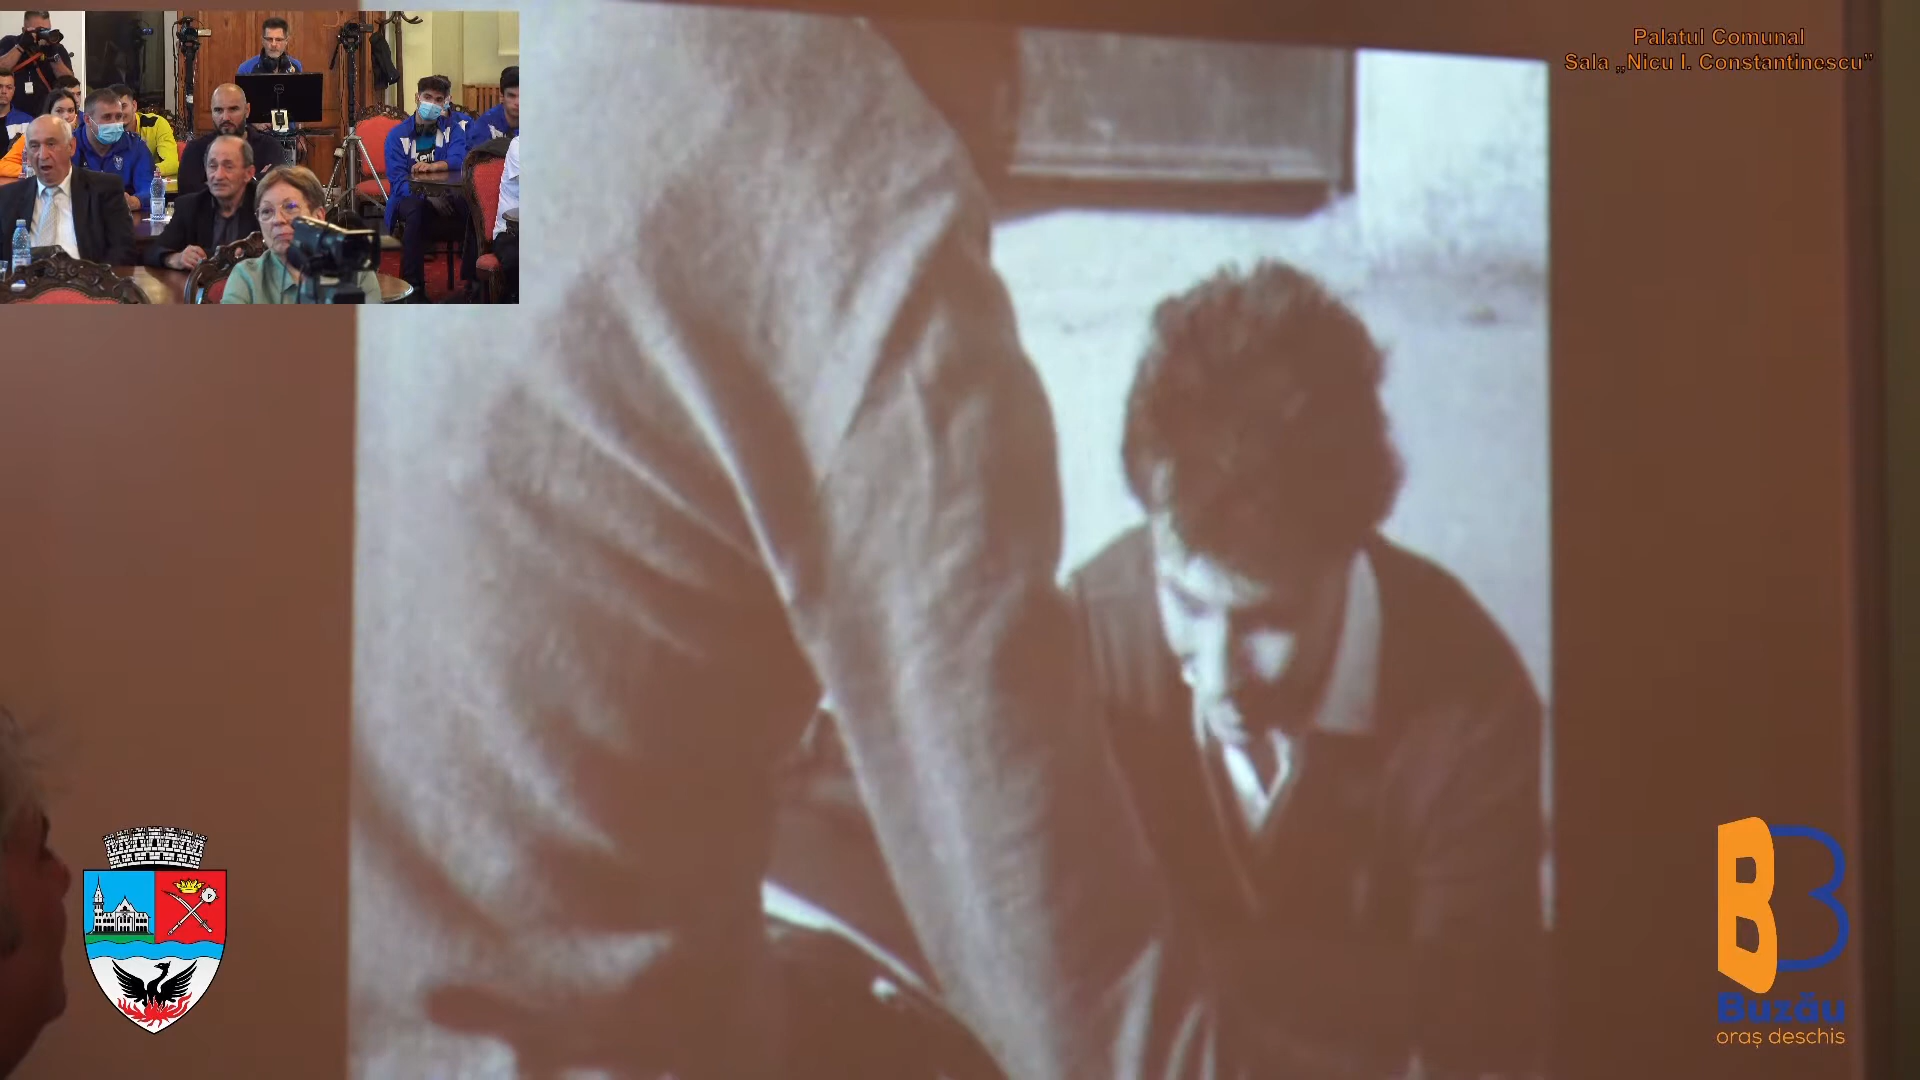 Palatul Comunal
Sala „Nicu I. Constantinescu”
Buzău
oraș deschis